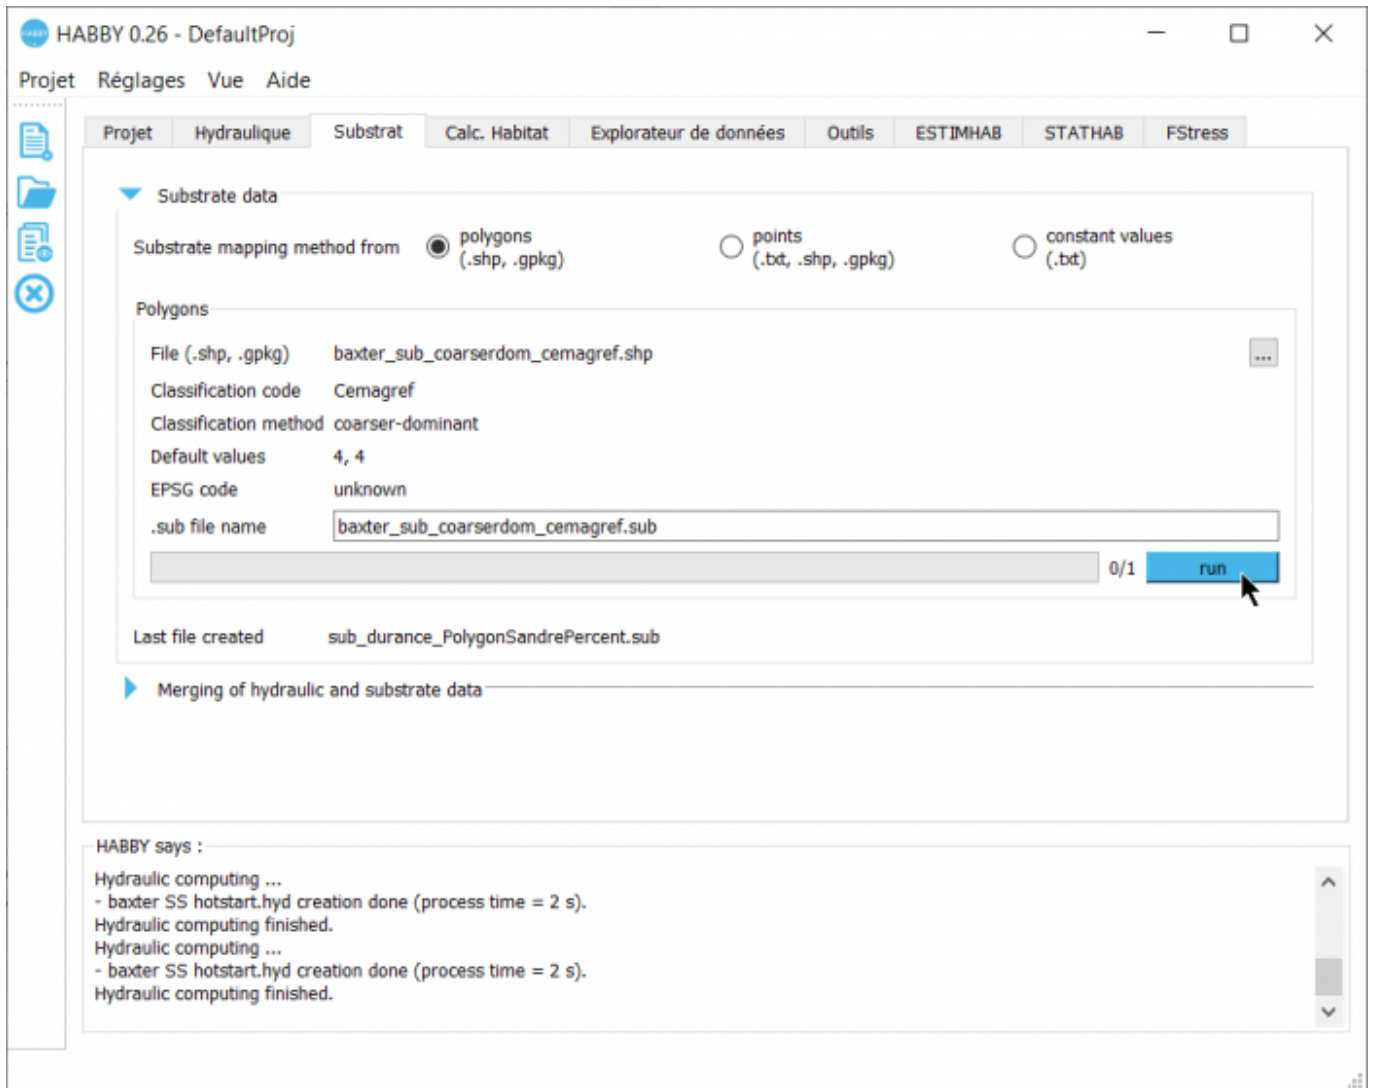 HABBY 0.26 - DefaultProj
Projet Réglages Vue Aide
Projet Hydraulique Substrat Calc. Habitat Explorateur de données Outils ESTIMHAB STATHAB FStress
Substrate data
Substrate mapping method from
polygons
(.shp, .gpkg)
points
(.txt, .shp, .gpkg)
constant values
(.txt)
Polygons
File (.shp, .gpkg) baxter_sub_coarserdom_cemagref.shp ...
Classification code Cemagref
Classification method coarser-dominant
Default values 4, 4
EPSG code unknown
.sub file name baxter_sub_coarserdom_cemagref.sub
0/1 run
Last file created sub_durance_PolygonSandrePercent.sub
Merging of hydraulic and substrate data
HABBY says :
Hydraulic computing ...
- baxter SS hotstart.hyd creation done (process time = 2 s).
Hydraulic computing finished.
Hydraulic computing ...
- baxter SS hotstart.hyd creation done (process time = 2 s).
Hydraulic computing finished.